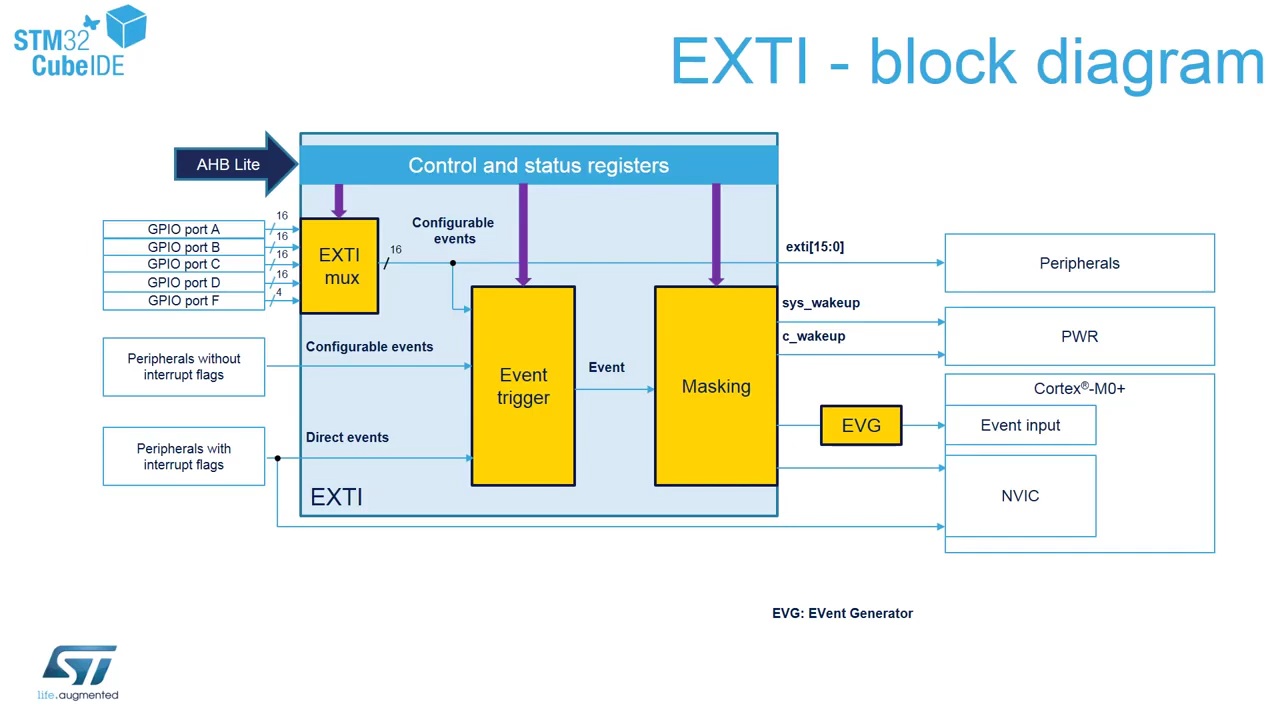 STM32
CubeIDE
EXTI - block diagram
AHB Lite
Control and status registers
GPIO port A
16
GPIO port B
16
GPIO port C
16
GPIO port D
16
GPIO port F
4
EXTI
mux
16
Configurable
events
exti[15:0]
Peripherals
sys_wakeup
c_wakeup
PWR
Peripherals without
interrupt flags
Configurable events
Event
trigger
Event
Masking
Cortex®-M0+
EVG
Event input
Peripherals with
interrupt flags
Direct events
NVIC
EXTI
EVG: EVent Generator
ST
life.augmented